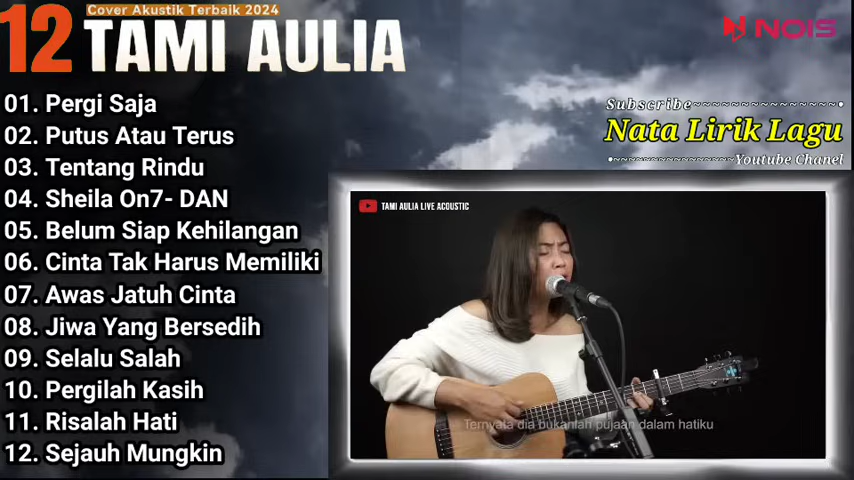 Cover Akustik Terbaik 2024
12 TAMI AULIA
NOIS
Subscribe
Nata Lirik Lagu
Youtube Chanel
01. Pergi Saja
02. Putus Atau Terus
03. Tentang Rindu
04. Sheila On7- DAN
05. Belum Siap Kehilangan
06. Cinta Tak Harus Memiliki
07. Awas Jatuh Cinta
08. Jiwa Yang Bersedih
09. Selalu Salah
10. Pergilah Kasih
11. Risalah Hati
12. Sejauh Mungkin
TAMI AULIA LIVE ACOUSTIC
Ternyata dia bukanlah pujaan dalam hatiku